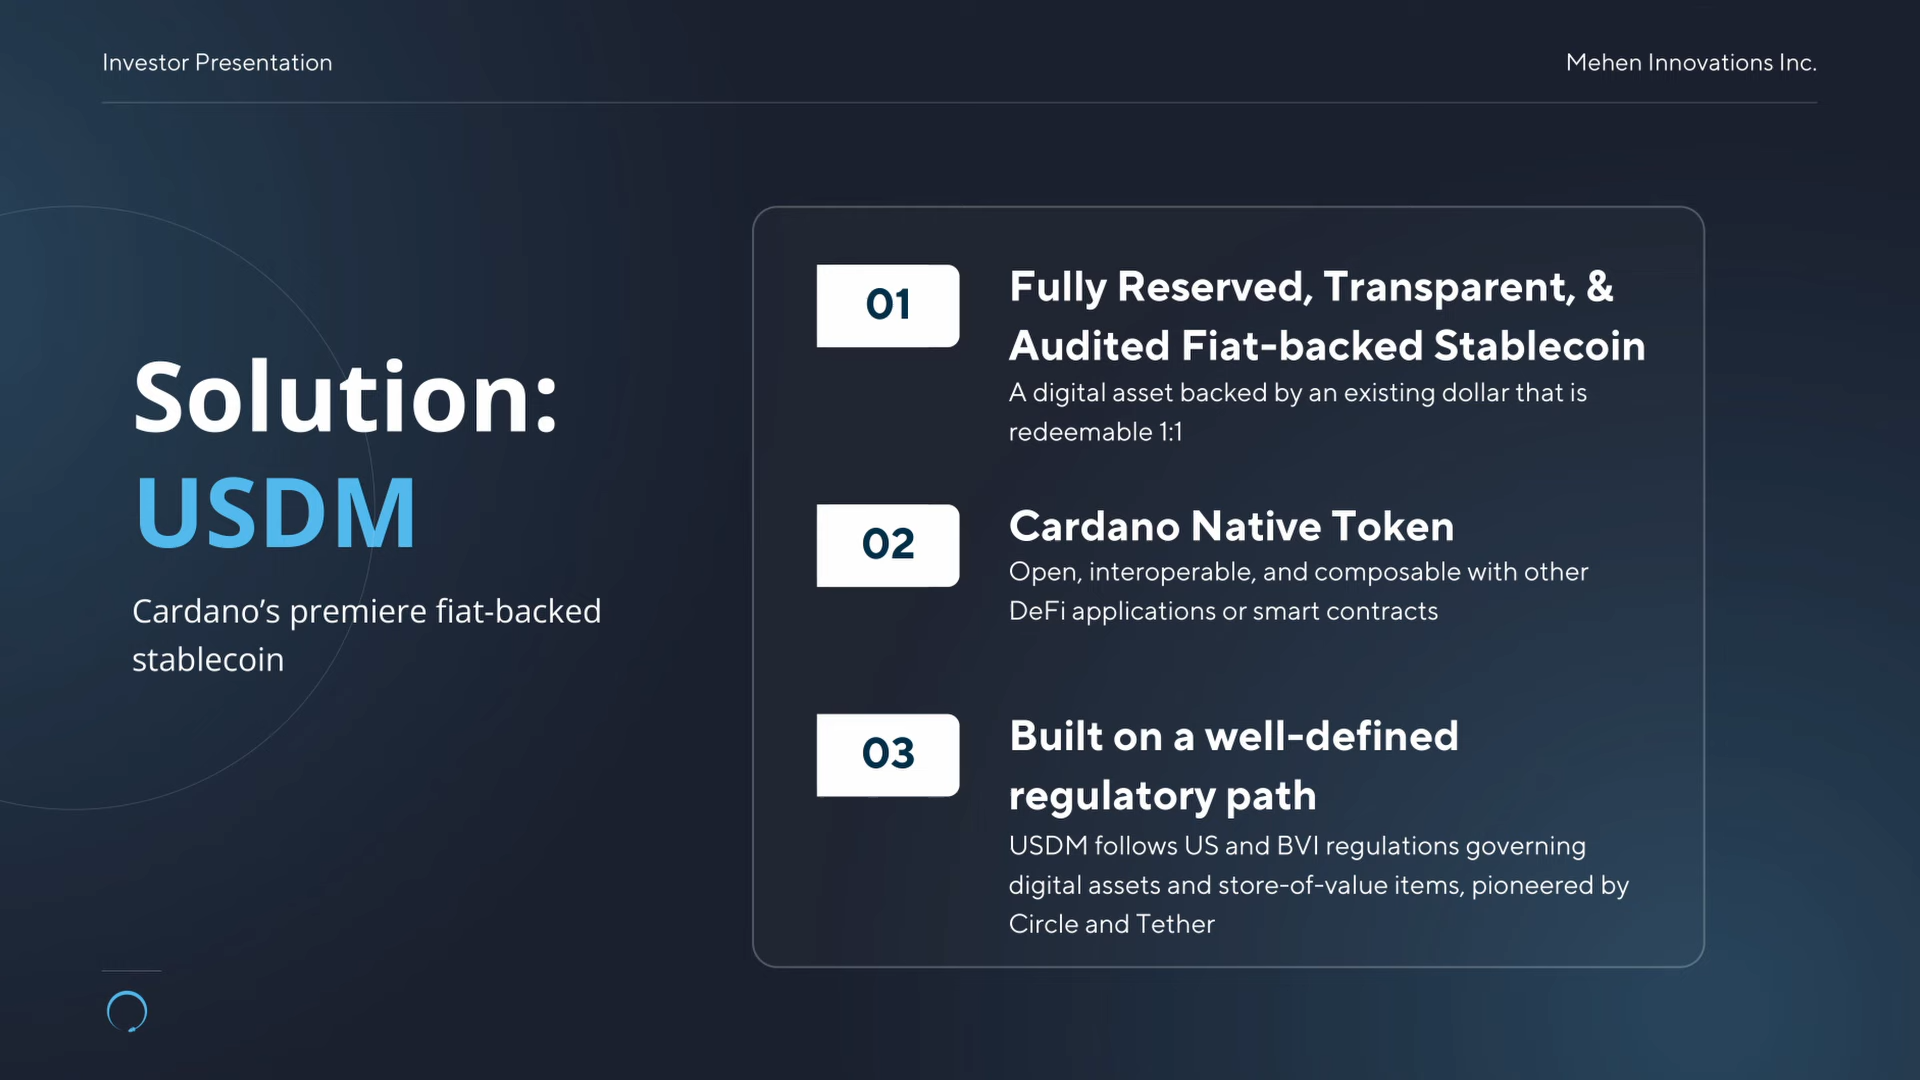 Investor Presentation
Mehen Innovations Inc.
Solution:
USDM
Cardano’s premiere fiat-backed
stablecoin
01
Fully Reserved, Transparent, &
Audited Fiat-backed Stablecoin
A digital asset backed by an existing dollar that is
redeemable 1:1
02
Cardano Native Token
Open, interoperable, and composable with other
DeFi applications or smart contracts
03
Built on a well-defined
regulatory path
USDM follows US and BVI regulations governing
digital assets and store-of-value items, pioneered by
Circle and Tether